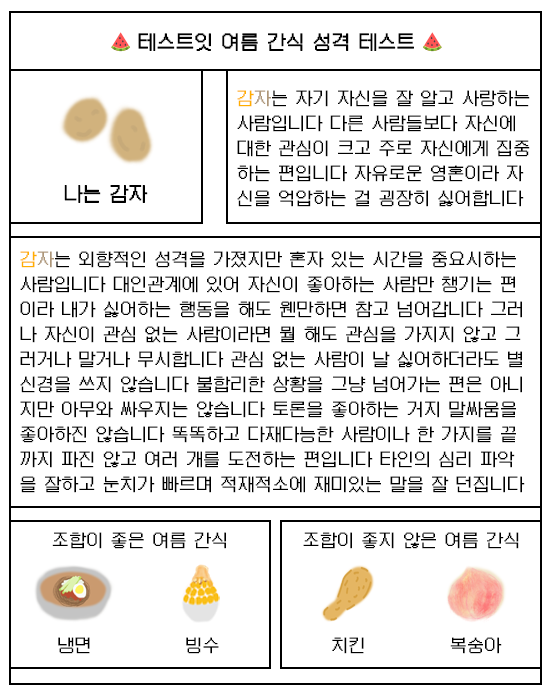 테스트잇 여름 간식 성격 테스트
나는 감자
감자는 자기 자신을 잘 알고 사랑하는
사람입니다 다른 사람들보다 자신에
대한 관심이 크고 주로 자신에게 집중
하는 편입니다 자유로운 영혼이라 자
신을 억압하는 걸 굉장히 싫어합니다
감자는 외향적인 성격을 가졌지만 혼자 있는 시간을 중요시하는
사람입니다 대인관계에 있어 자신이 좋아하는 사람만 챙기는 편
이라 내가 싫어하는 행동을 해도 웬만하면 참고 넘어갑니다 그러
나 자신이 관심 없는 사람이라면 뭘 해도 관심을 가지지 않고 그
러거나 말거나 무시합니다 관심 없는 사람이 날 싫어하더라도 별
신경을 쓰지 않습니다 불합리한 상황을 그냥 넘어가는 편은 아니
지만 아무와 싸우지는 않습니다 토론을 좋아하는 거지 말싸움을
좋아하진 않습니다 똑똑하고 다재다능한 사람이나 한 가지를 끝
까지 파진 않고 여러 개를 도전하는 편입니다 타인의 심리 파악
을 잘하고 눈치가 빠르며 적재적소에 재미있는 말을 잘 던집니다
조합이 좋은 여름 간식
냉면
빙수
조합이 좋지 않은 여름 간식
치킨
복숭아